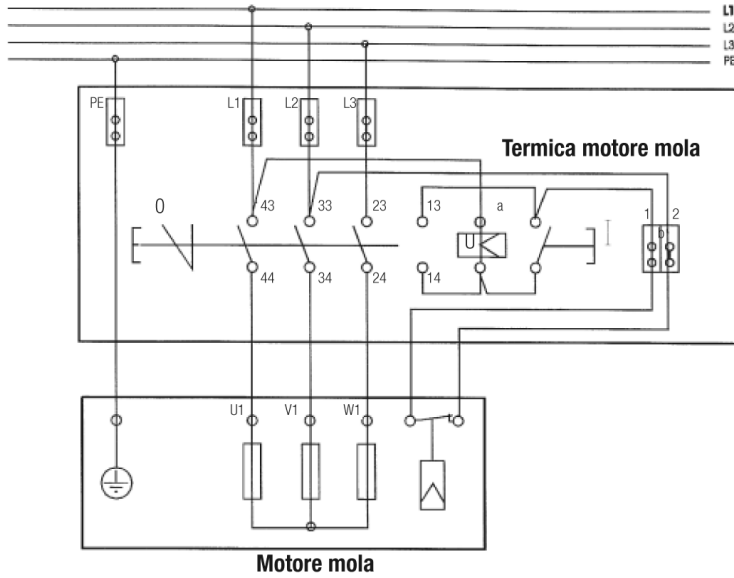 L1
L2
L3
PE
PE
L1
L2
L3
Termica motore mola
0
43
33
23
13
a
1
2
U
I
b
44
34
24
14
U1
V1
W1
Motore mola